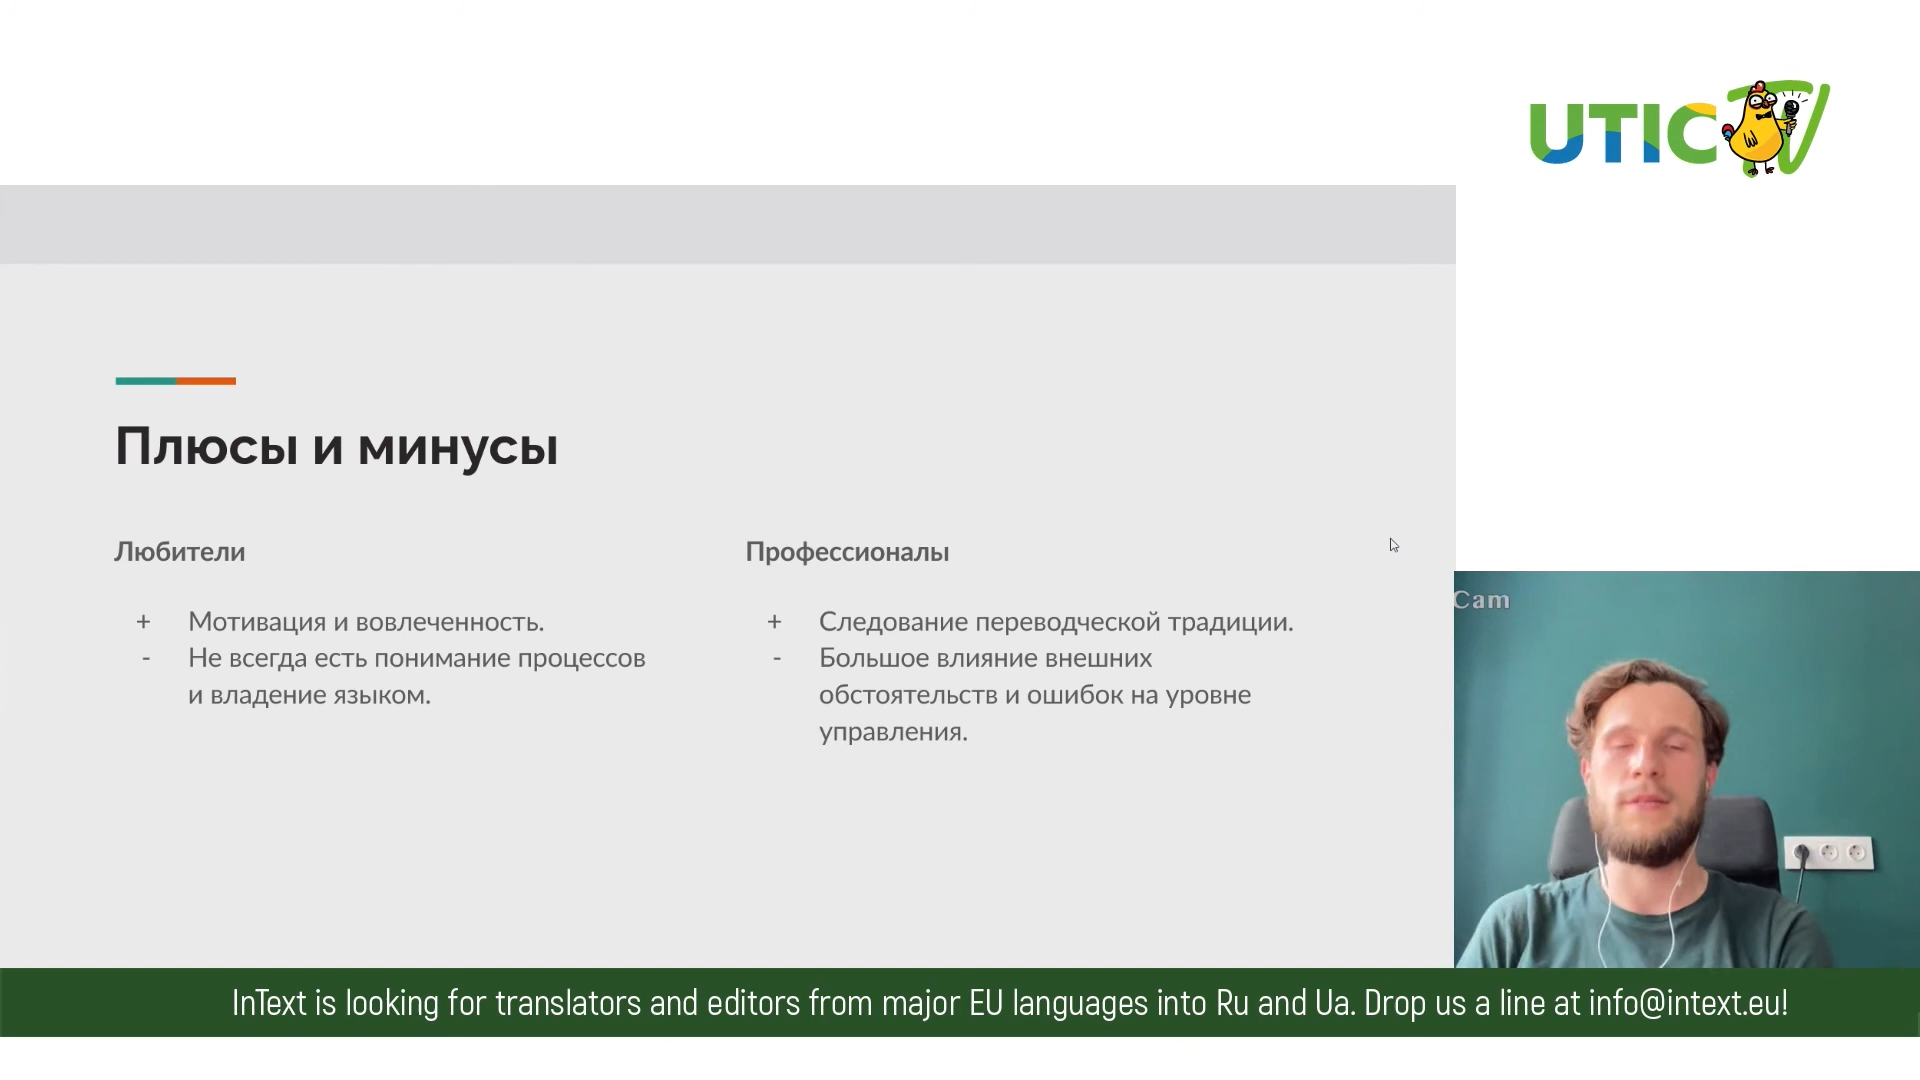 UTIC TV
Плюсы и минусы
Любители
+ Мотивация и вовлеченность.
- Не всегда есть понимание процессов
и владение языком.
Профессионалы
+ Следование переводческой традиции.
- Большое влияние внешних
обстоятельств и ошибок на уровне
управления.
Cam
InText is looking for translators and editors from major EU languages into Ru and Ua. Drop us a line at info@intext.eu!